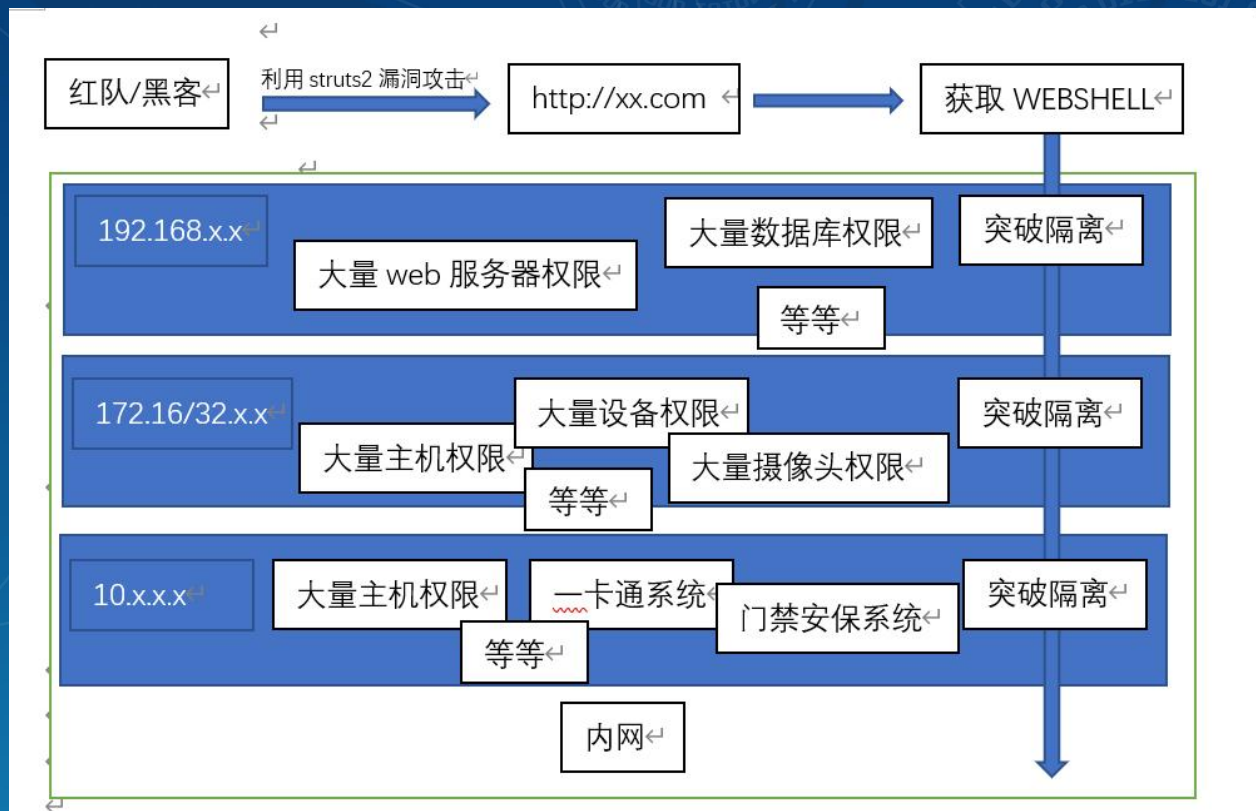 红队/黑客
利用 struts2 漏洞攻击
http://xx.com
获取 WEBSHELL
192.168.x.x
大量 web 服务器权限
大量数据库权限
等等
突破隔离
172.16/32.x.x
大量主机权限
大量设备权限
等等
大量摄像头权限
突破隔离
10.x.x.x
大量主机权限
等等
一卡通系统
门禁安保系统
突破隔离
内网